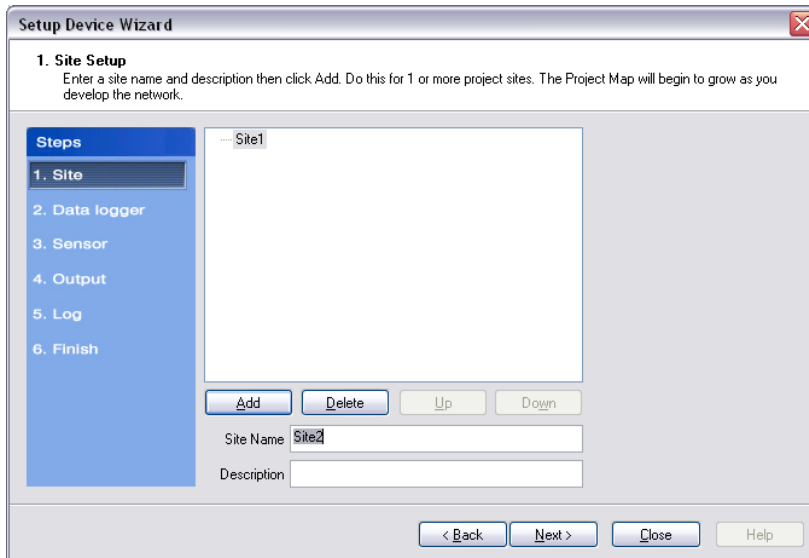 Setup Device Wizard
1. Site Setup
Enter a site name and description then click Add. Do this for 1 or more project sites. The Project Map will begin to grow as you
develop the network.
Steps
1. Site
2. Data logger
3. Sensor
4. Output
5. Log
6. Finish
Site1
Add Delete Up Down
Site Name Site2
Description
< Back Next > Close Help